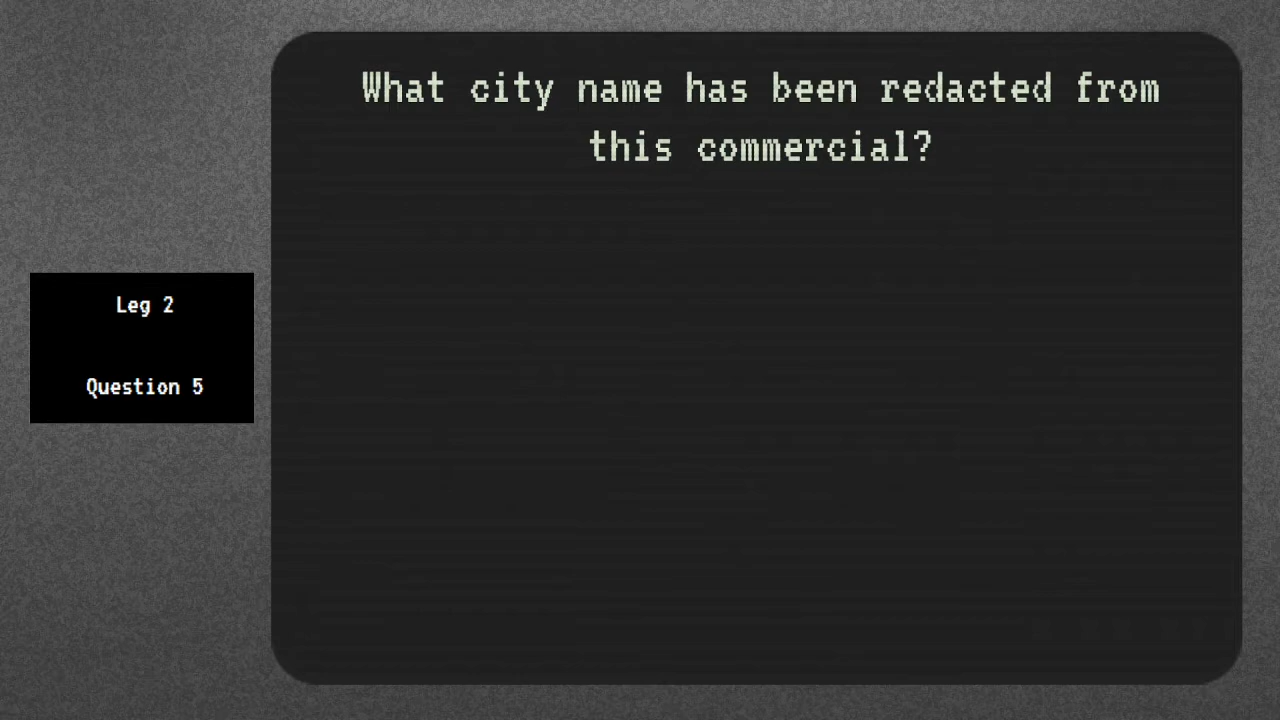 What city name has been redacted from
this commercial?
Leg 2
Question 5